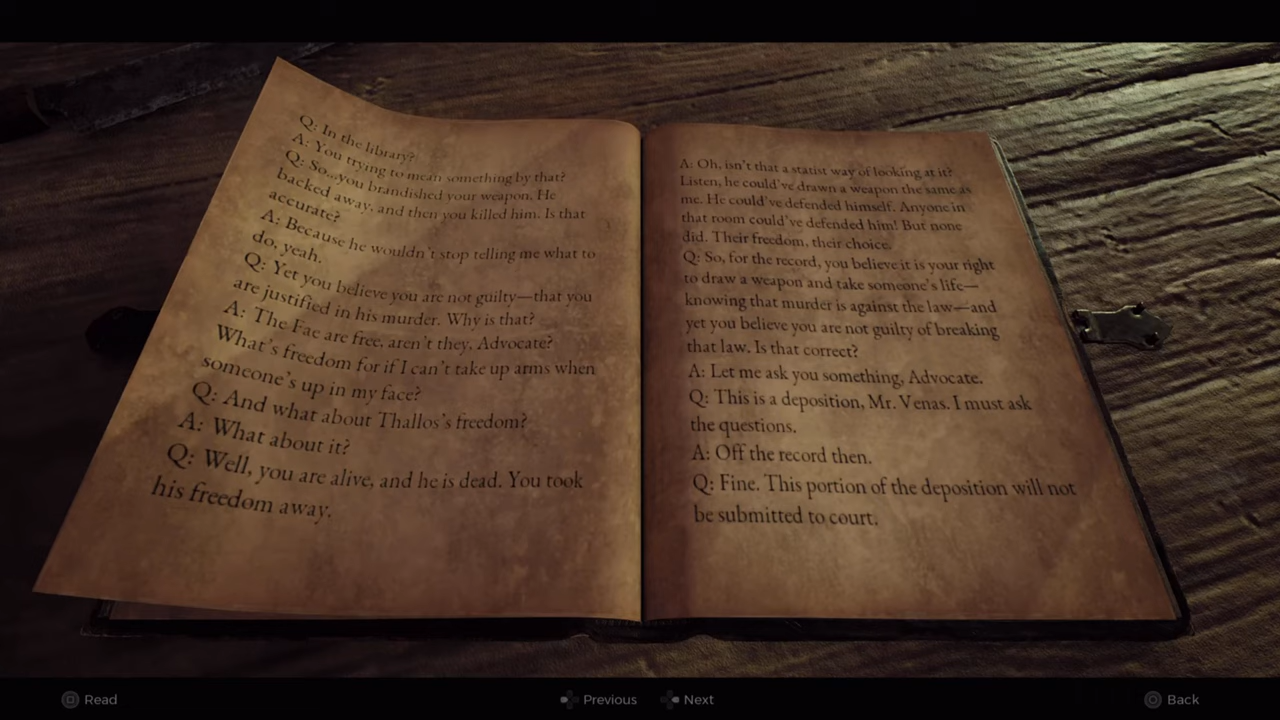 Q: In the library?
A: You trying to mean something by that?
Q: So...you brandished your weapon. He
backed away, and then you killed him. Is that
accurate?
A: Because he wouldn't stop telling me what to
do, yeah.
Q: Yet you believe you are not guilty—that you
are justified in his murder. Why is that?
A: The Fae are free, aren't they, Advocate?
What's freedom for if I can't take up arms when
someone's up in my face?
Q: And what about Thallos's freedom?
A: What about it?
Q: Well, you are alive, and he is dead. You took
his freedom away.
A: Oh, isn't that a statist way of looking at it?
Listen, he could've drawn a weapon the same as
me. He could've defended himself. Anyone in
that room could've defended him! But none
did. Their freedom, their choice.
Q: So, for the record, you believe it is your right
to draw a weapon and take someone's life—
knowing that murder is against the law—and
yet you believe you are not guilty of breaking
that law. Is that correct?
A: Let me ask you something, Advocate.
Q: This is a deposition, Mr. Venas. I must ask
the questions.
A: Off the record then.
Q: Fine. This portion of the deposition will not
be submitted to court.
Read
Previous
Next
Back